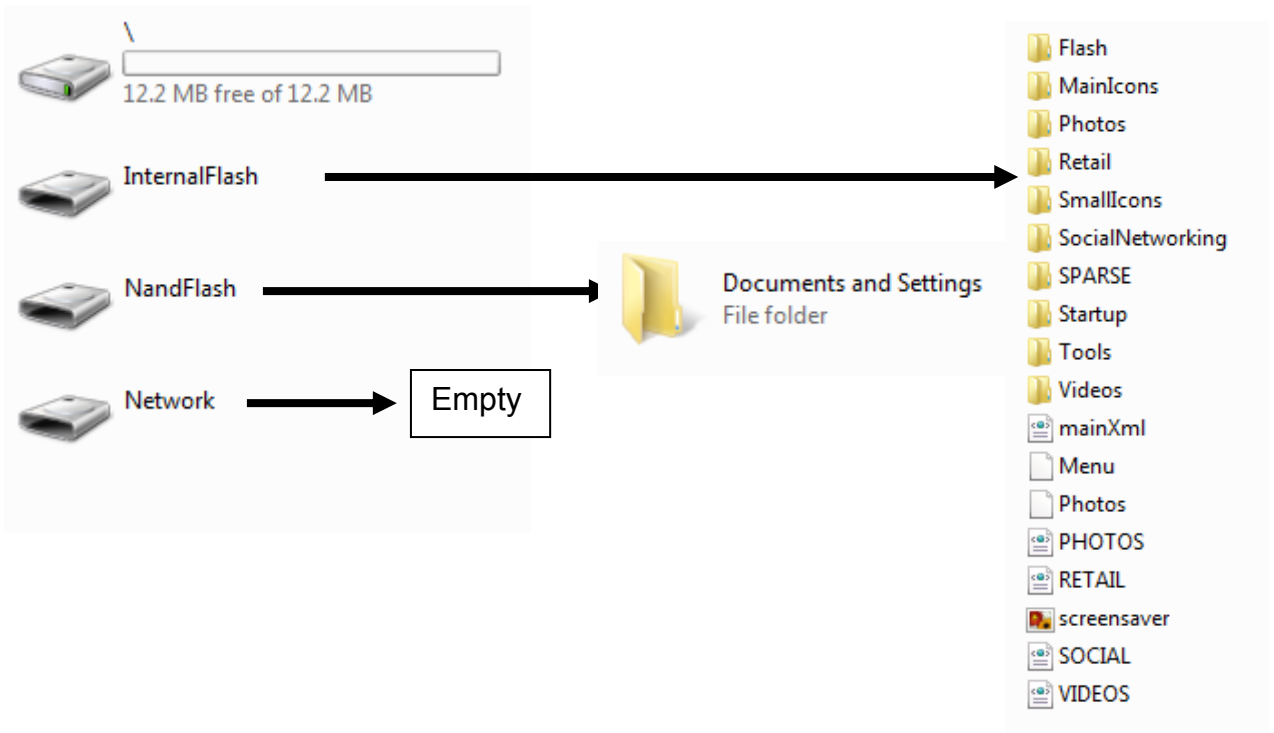 \
12.2 MB free of 12.2 MB
InternalFlash
NandFlash
Documents and Settings
File folder
Network
Empty
Flash
MainIcons
Photos
Retail
SmallIcons
SocialNetworking
SPARSE
Startup
Tools
Videos
mainXml
Menu
Photos
PHOTOS
RETAIL
screensaver
SOCIAL
VIDEOS